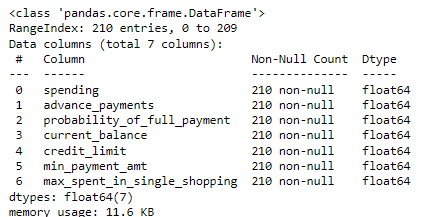 <class 'pandas.core.frame.DataFrame'>
RangeIndex: 210 entries, 0 to 209
Data columns (total 7 columns):
 #   Column                       Non-Null Count  Dtype
---  ------                       --------------  -----
 0   spending                     210 non-null    float64
 1   advance_payments             210 non-null    float64
 2   probability_of_full_payment  210 non-null    float64
 3   current_balance              210 non-null    float64
 4   credit_limit                 210 non-null    float64
 5   min_payment_amt              210 non-null    float64
 6   max_spent_in_single_shopping 210 non-null    float64
dtypes: float64(7)
memory usage: 11.6 KB